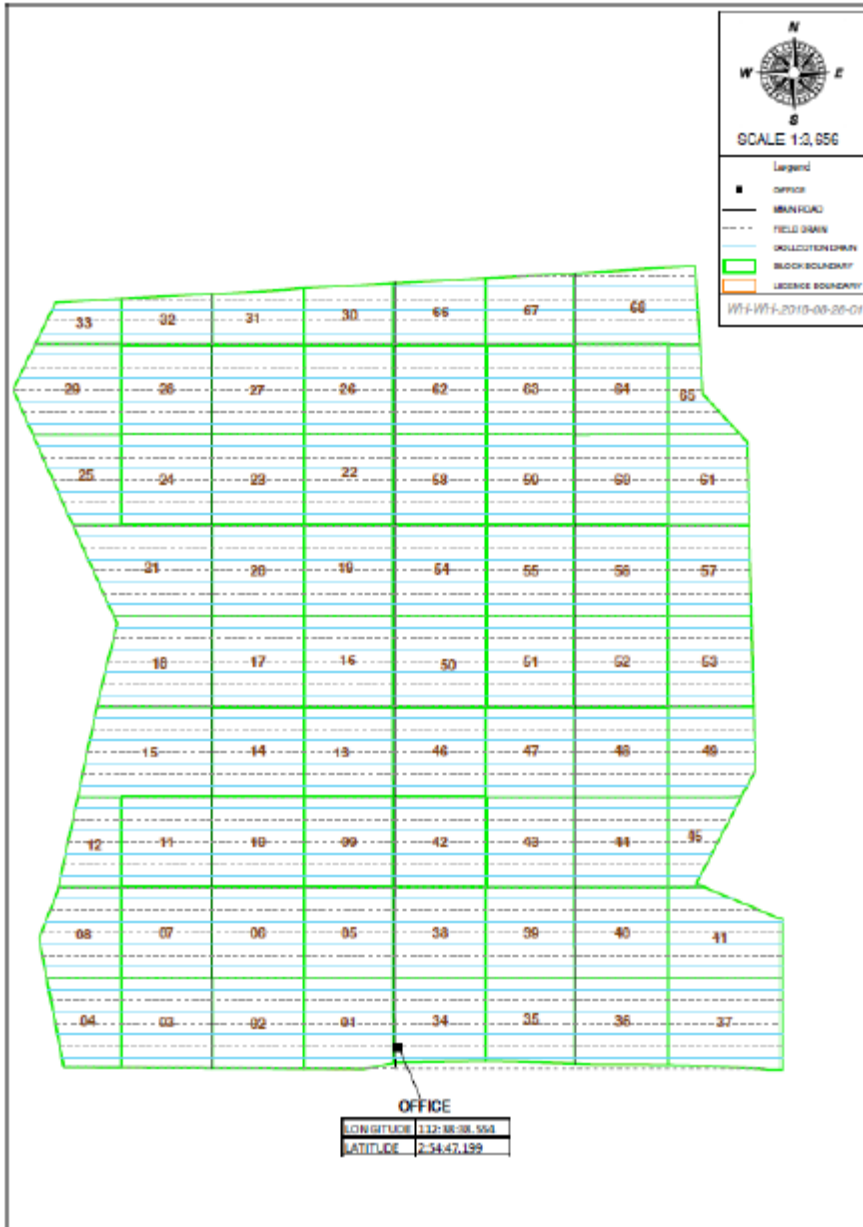 N
W E
S
SCALE 1:3,656
Legend
OFFICE
MAIN ROAD
FIELD DRAIN
COLLECTION DRAIN
BLOCK BOUNDARY
LICENCE BOUNDARY
33 32 31 30 66 67 68
29 28 27 26 62 63 64 65
25 24 23 22 58 59 60 61
21 20 19 54 55 56 57
18 17 16 50 51 52 53
15 14 13 46 47 48 49
12 11 10 09 42 43 44 45
08 07 06 05 38 39 40 41
04 03 02 01 34 35 36 37
OFFICE
LONGITUDE
LATITUDE 2:54:47.199